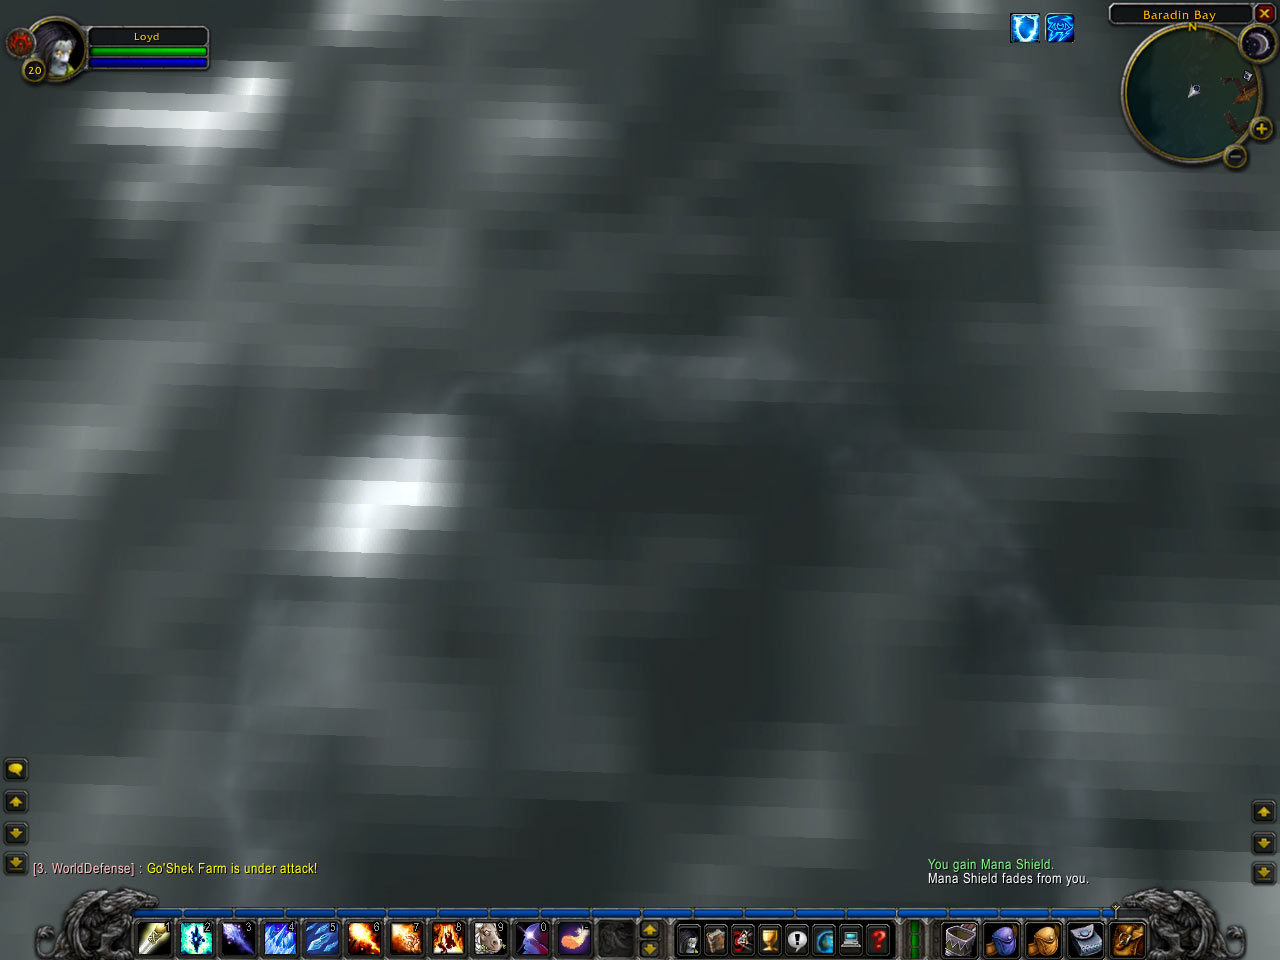 Loyd
20
Baradin Bay
N
[3. WorldDefense] : Go'Shek Farm is under attack!
You gain Mana Shield.
Mana Shield fades from you.
1 2 3 4 5 6 7 8 9 0